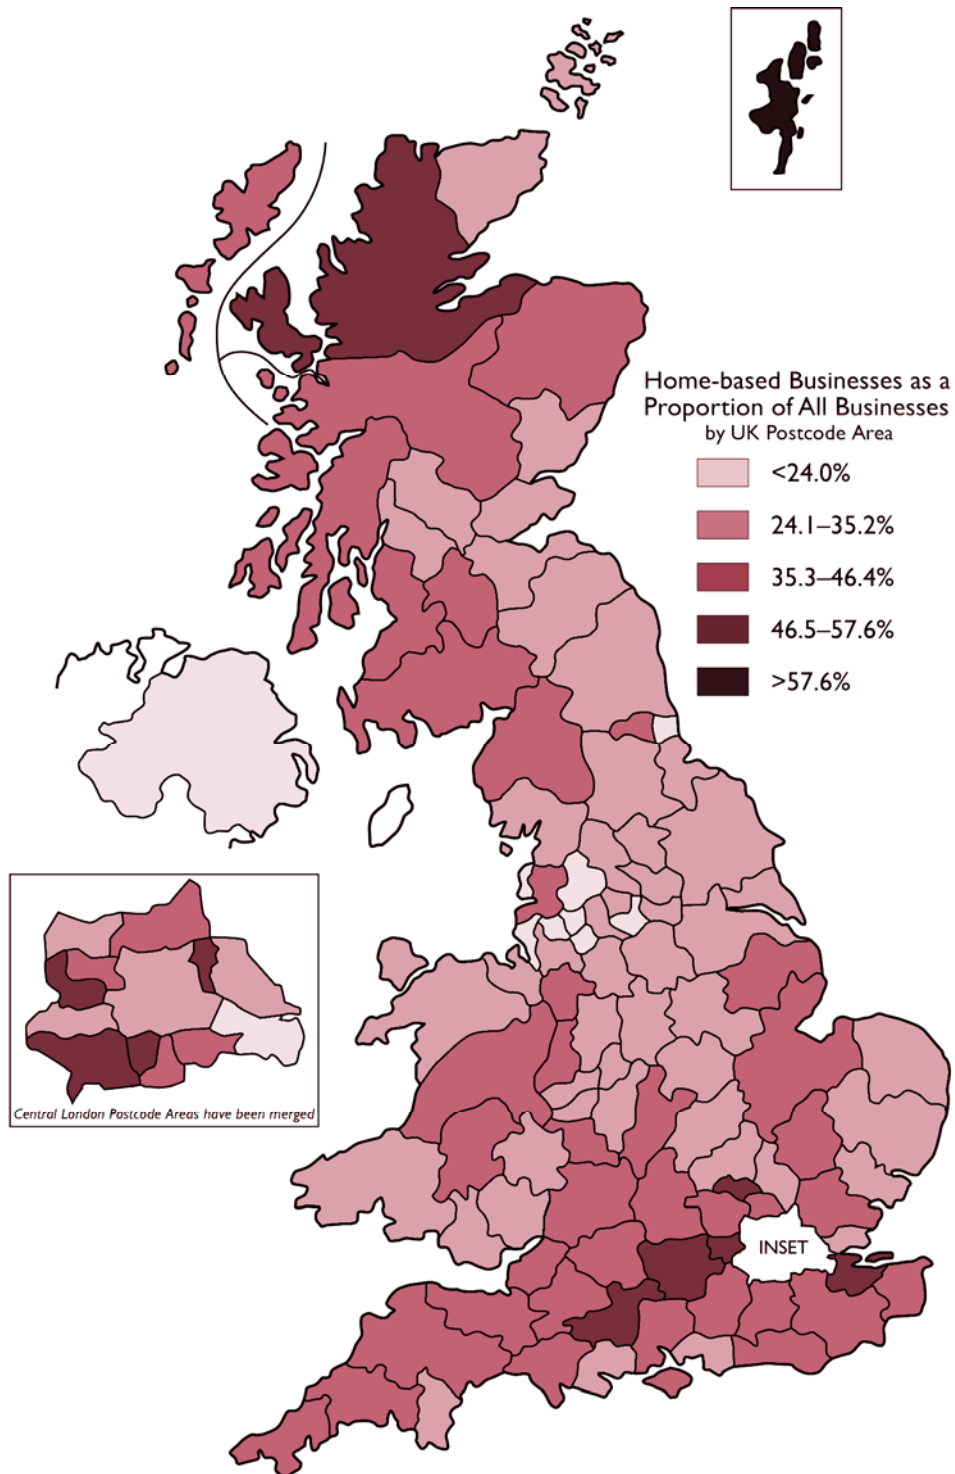 Home-based Businesses as a
Proportion of All Businesses
by UK Postcode Area
<24.0%
24.1–35.2%
35.3–46.4%
46.5–57.6%
>57.6%
Central London Postcode Areas have been merged
INSET